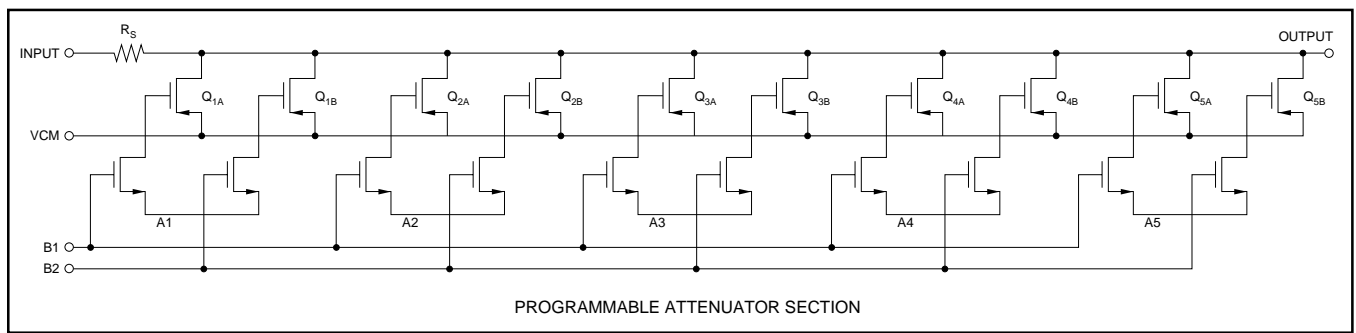 R_S
INPUT
OUTPUT
Q_1A
Q_1B
Q_2A
Q_2B
Q_3A
Q_3B
Q_4A
Q_4B
Q_5A
Q_5B
VCM
A1
A2
A3
A4
A5
B1
B2
PROGRAMMABLE ATTENUATOR SECTION